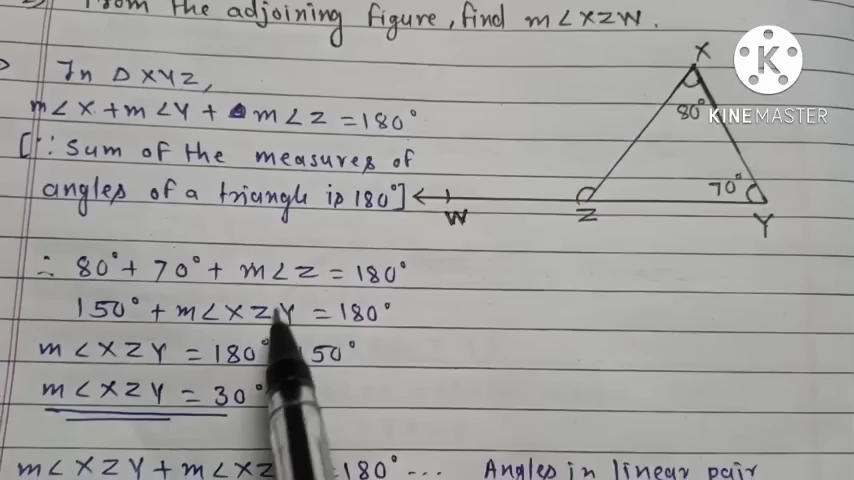 From the adjoining figure, find m∠XZW.
In △XYZ,
m∠X + m∠Y + m∠Z = 180°
[∵ Sum of the measures of
angles of a triangle is 180°]
∴ 80° + 70° + m∠Z = 180°
150° + m∠XZY = 180°
m∠XZY = 180° 150°
m∠XZY = 30°
m∠XZY + m∠XZ = 180° ... Angles in linear pair
X
80°
70°
W
Z
Y
K
KINEMASTER